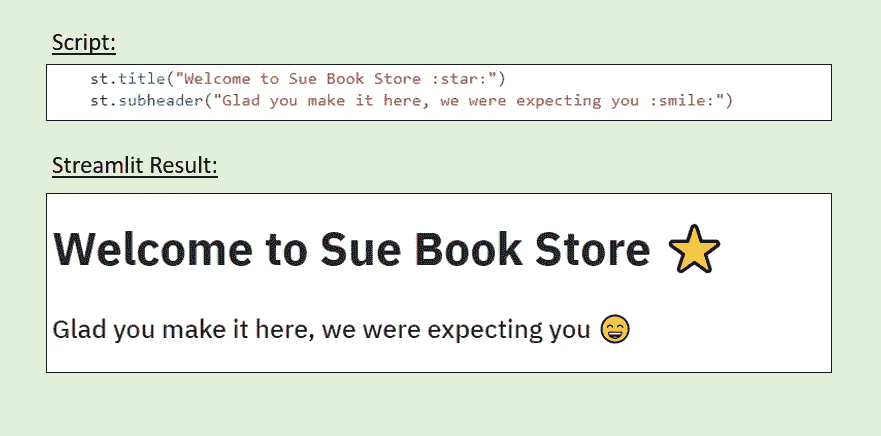 Script:
st.title("Welcome to Sue Book Store :star:")
st.subheader("Glad you make it here, we were expecting you :smile:")
Streamlit Result:
Welcome to Sue Book Store ⭐
Glad you make it here, we were expecting you 😄